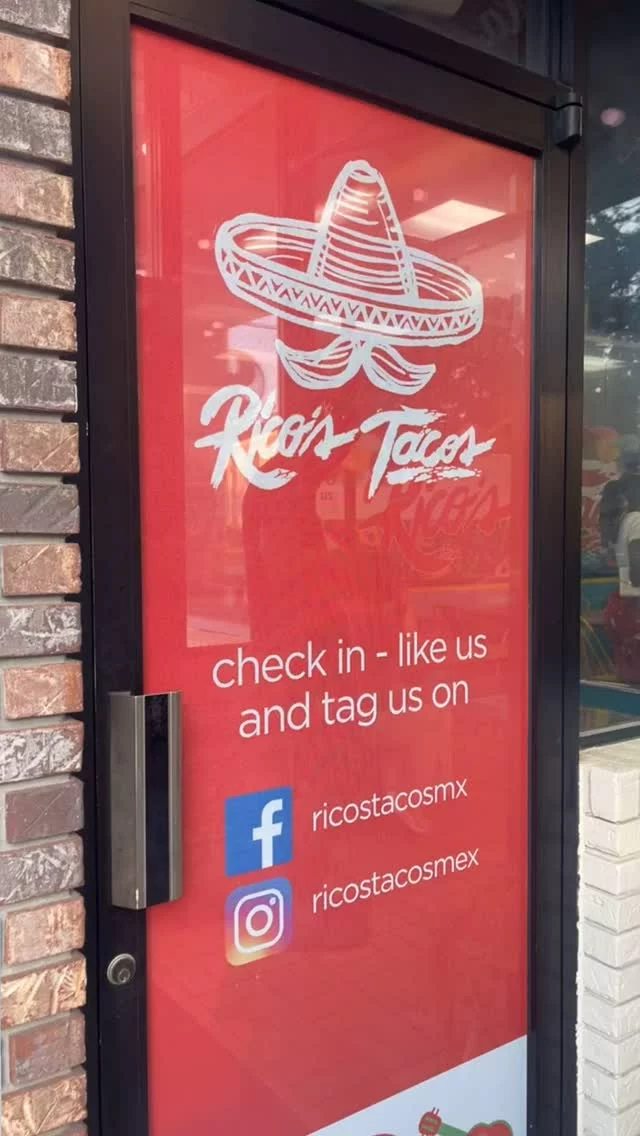 Rico's Tacos
check in - like us
and tag us on
f ricostacosmx
ricostacosmex